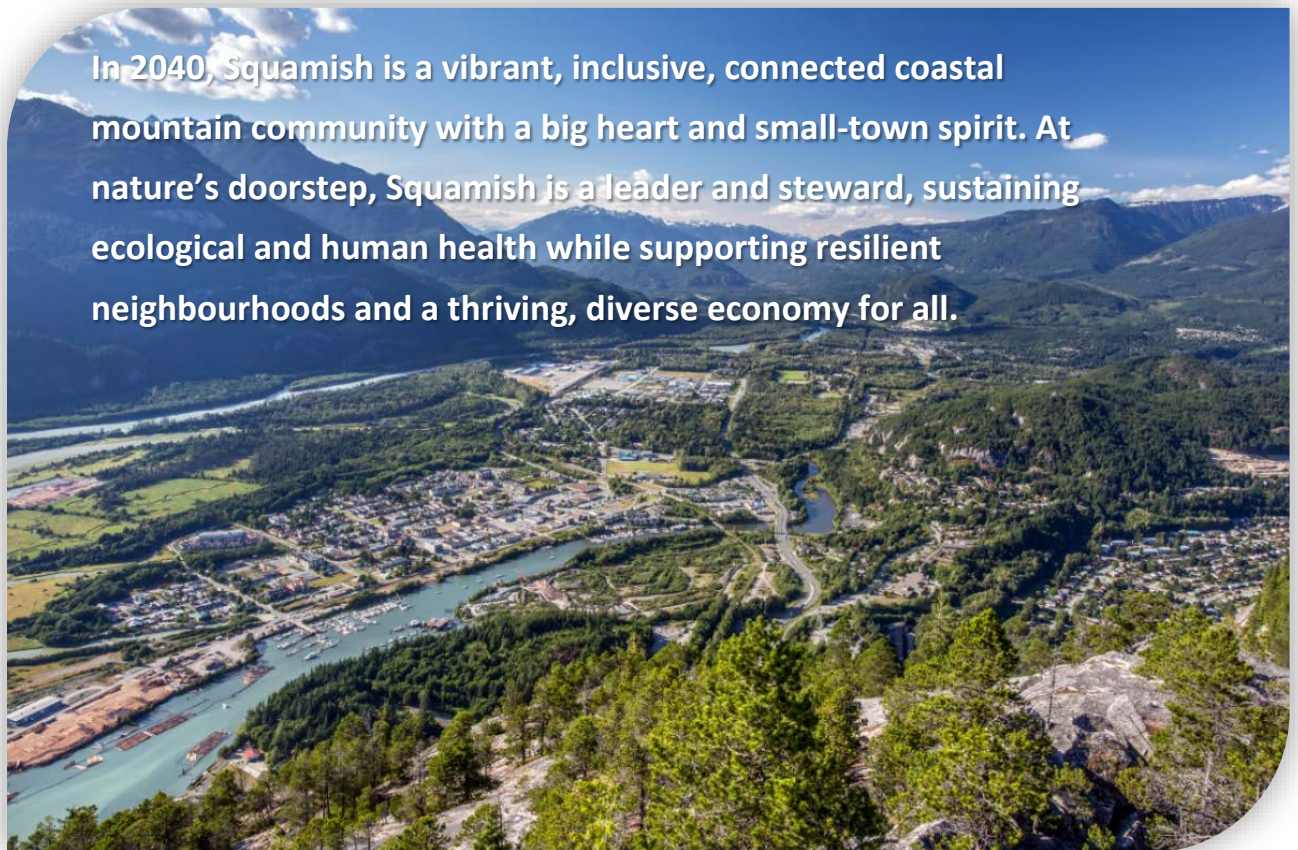 In 2040, Squamish is a vibrant, inclusive, connected coastal
mountain community with a big heart and small-town spirit. At
nature’s doorstep, Squamish is a leader and steward, sustaining
ecological and human health while supporting resilient
neighbourhoods and a thriving, diverse economy for all.